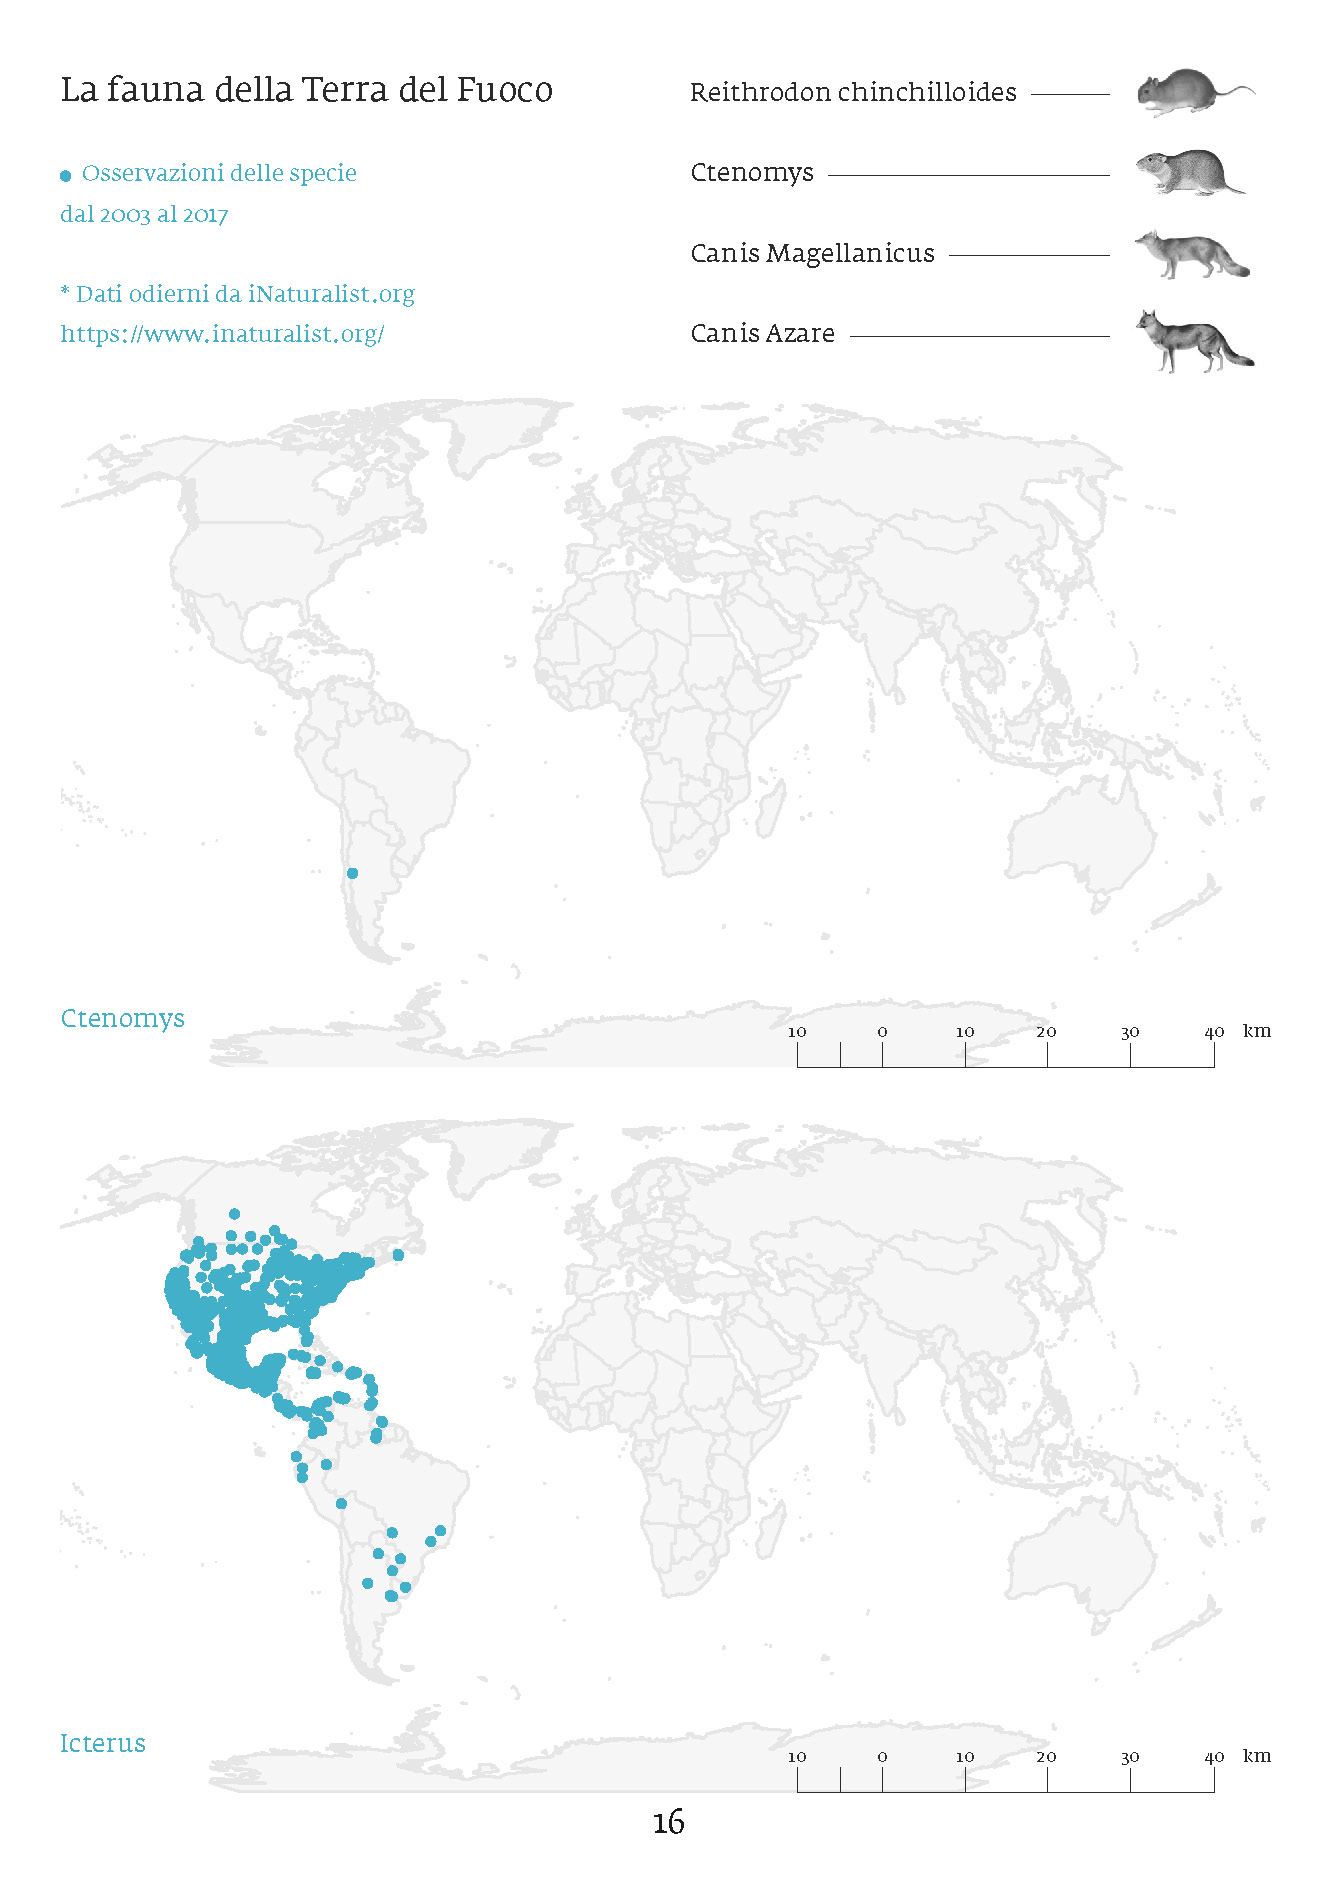 La fauna della Terra del Fuoco
• Osservazioni delle specie
dal 2003 al 2017
* Dati odierni da iNaturalist.org
https://www.inaturalist.org/
Reithrodon chinchilloides
Ctenomys
Canis Magellanicus
Canis Azare
Ctenomys
10 0 10 20 30 40 km
Icterus
10 0 10 20 30 40 km
16